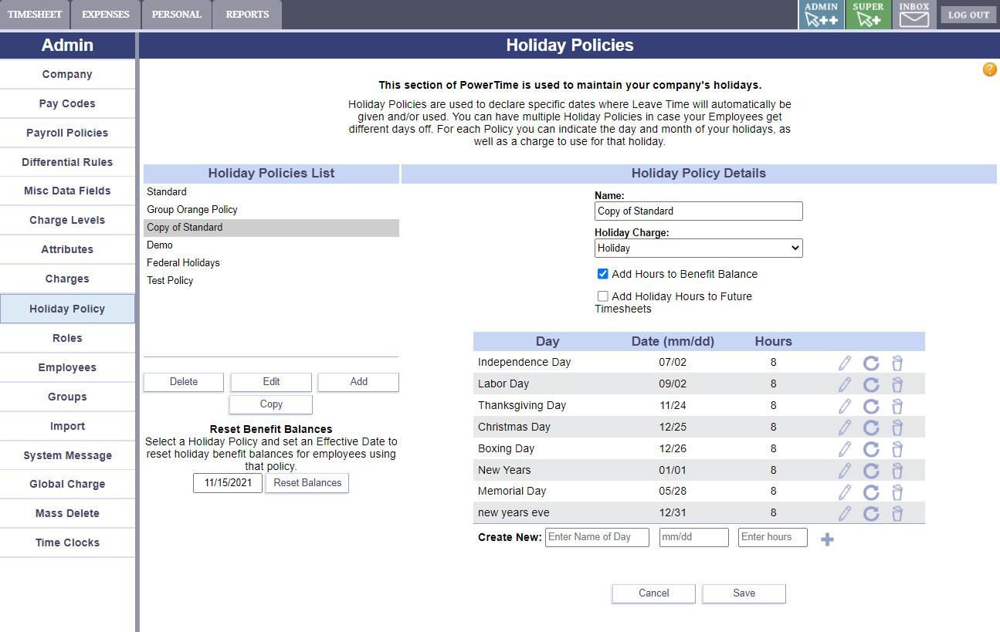 TIMESHEET EXPENSES PERSONAL REPORTS ADMIN ++ SUPER + INBOX LOG OUT
Admin
Company
Pay Codes
Payroll Policies
Differential Rules
Misc Data Fields
Charge Levels
Attributes
Charges
Holiday Policy
Roles
Employees
Groups
Import
System Message
Global Charge
Mass Delete
Time Clocks
Holiday Policies
?
This section of PowerTime is used to maintain your company's holidays.
Holiday Policies are used to declare specific dates where Leave Time will automatically be
given and/or used. You can have multiple Holiday Policies in case your Employees get
different days off. For each Policy you can indicate the day and month of your holidays, as
well as a charge to use for that holiday.
Holiday Policies List
Standard
Group Orange Policy
Copy of Standard
Demo
Federal Holidays
Test Policy
Delete Edit Add
Copy
Reset Benefit Balances
Select a Holiday Policy and set an Effective Date to
reset holiday benefit balances for employees using
that policy.
11/15/2021 Reset Balances
Holiday Policy Details
Name:
Copy of Standard
Holiday Charge:
Holiday
Add Hours to Benefit Balance
Add Holiday Hours to Future
Timesheets
Day Date (mm/dd) Hours
Independence Day 07/02 8
Labor Day 09/02 8
Thanksgiving Day 11/24 8
Christmas Day 12/25 8
Boxing Day 12/26 8
New Years 01/01 8
Memorial Day 05/28 8
new years eve 12/31 8
Create New: Enter Name of Day mm/dd Enter hours
Cancel Save